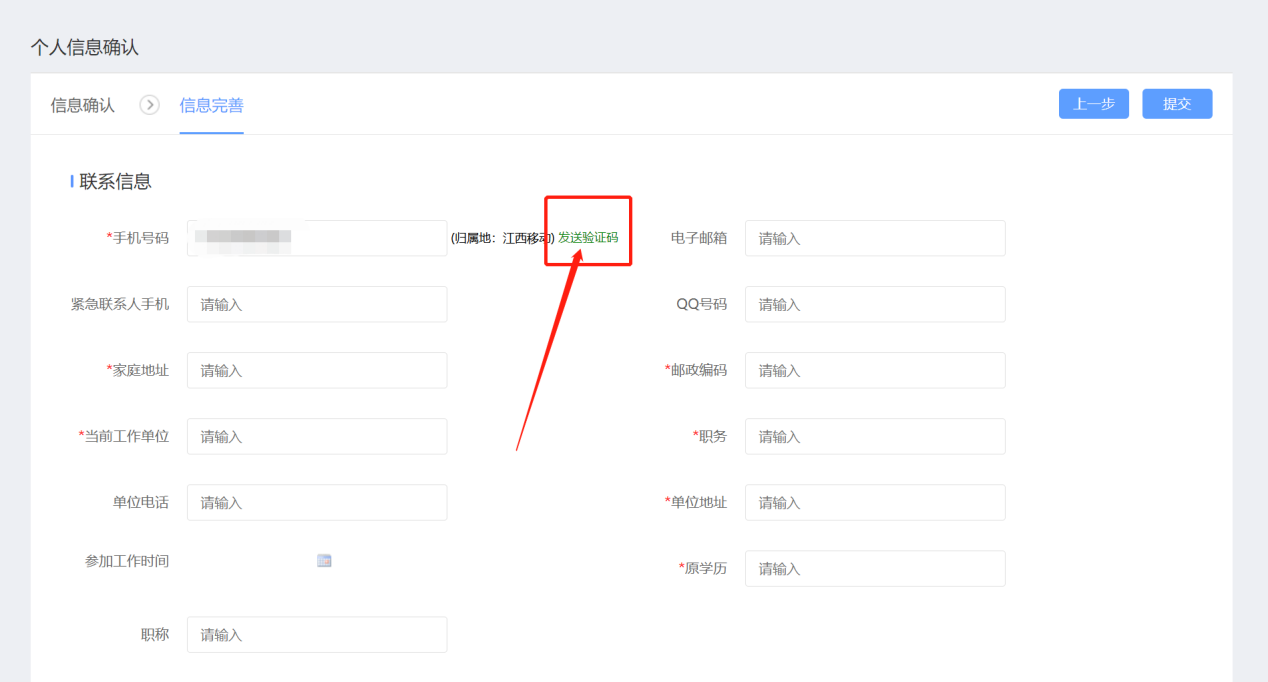 个人信息确认
信息确认
信息完善
上一步
提交
联系信息
*手机号码
(归属地：江西移动) 发送验证码
电子邮箱 请输入
紧急联系人手机 请输入
QQ号码 请输入
*家庭地址 请输入
*邮政编码 请输入
*当前工作单位 请输入
*职务 请输入
单位电话 请输入
*单位地址 请输入
参加工作时间
*原学历 请输入
职称 请输入